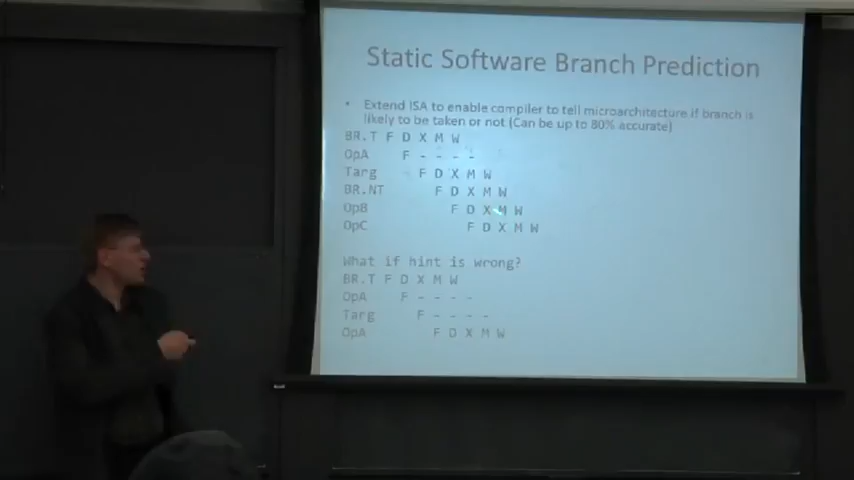 Static Software Branch Prediction
• Extend ISA to enable compiler to tell microarchitecture if branch is
likely to be taken or not (Can be up to 80% accurate)
BR.T F D X M W
OpA F - - - -
Targ F D X M W
BR.NT F D X M W
OpB F D X M W
OpC F D X M W
What if hint is wrong?
BR.T F D X M W
OpA F - - - -
Targ F - - - -
OpA F D X M W